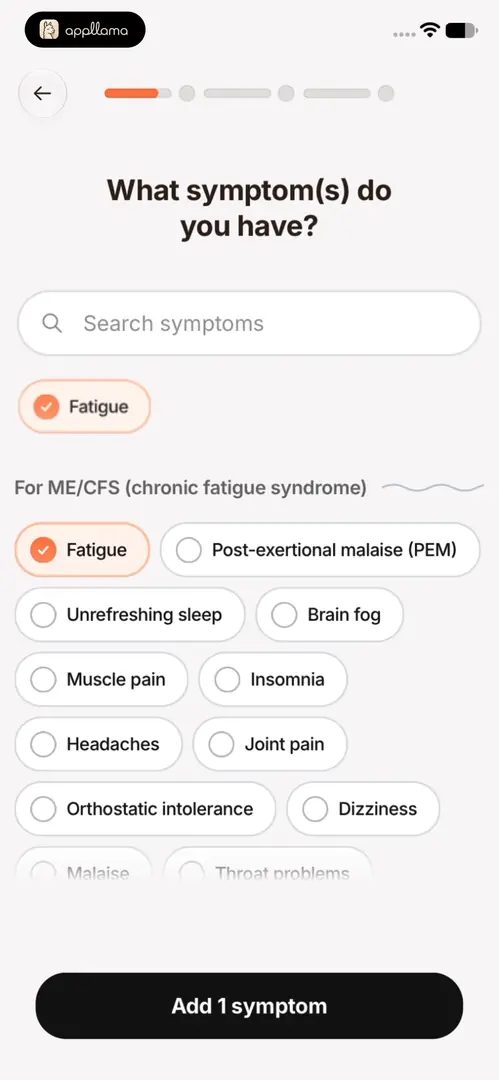 appllama
What symptom(s) do
you have?
Search symptoms
Fatigue
For ME/CFS (chronic fatigue syndrome)
Fatigue
Post-exertional malaise (PEM)
Unrefreshing sleep
Brain fog
Muscle pain
Insomnia
Headaches
Joint pain
Orthostatic intolerance
Dizziness
Malaise
Throat problems
Add 1 symptom